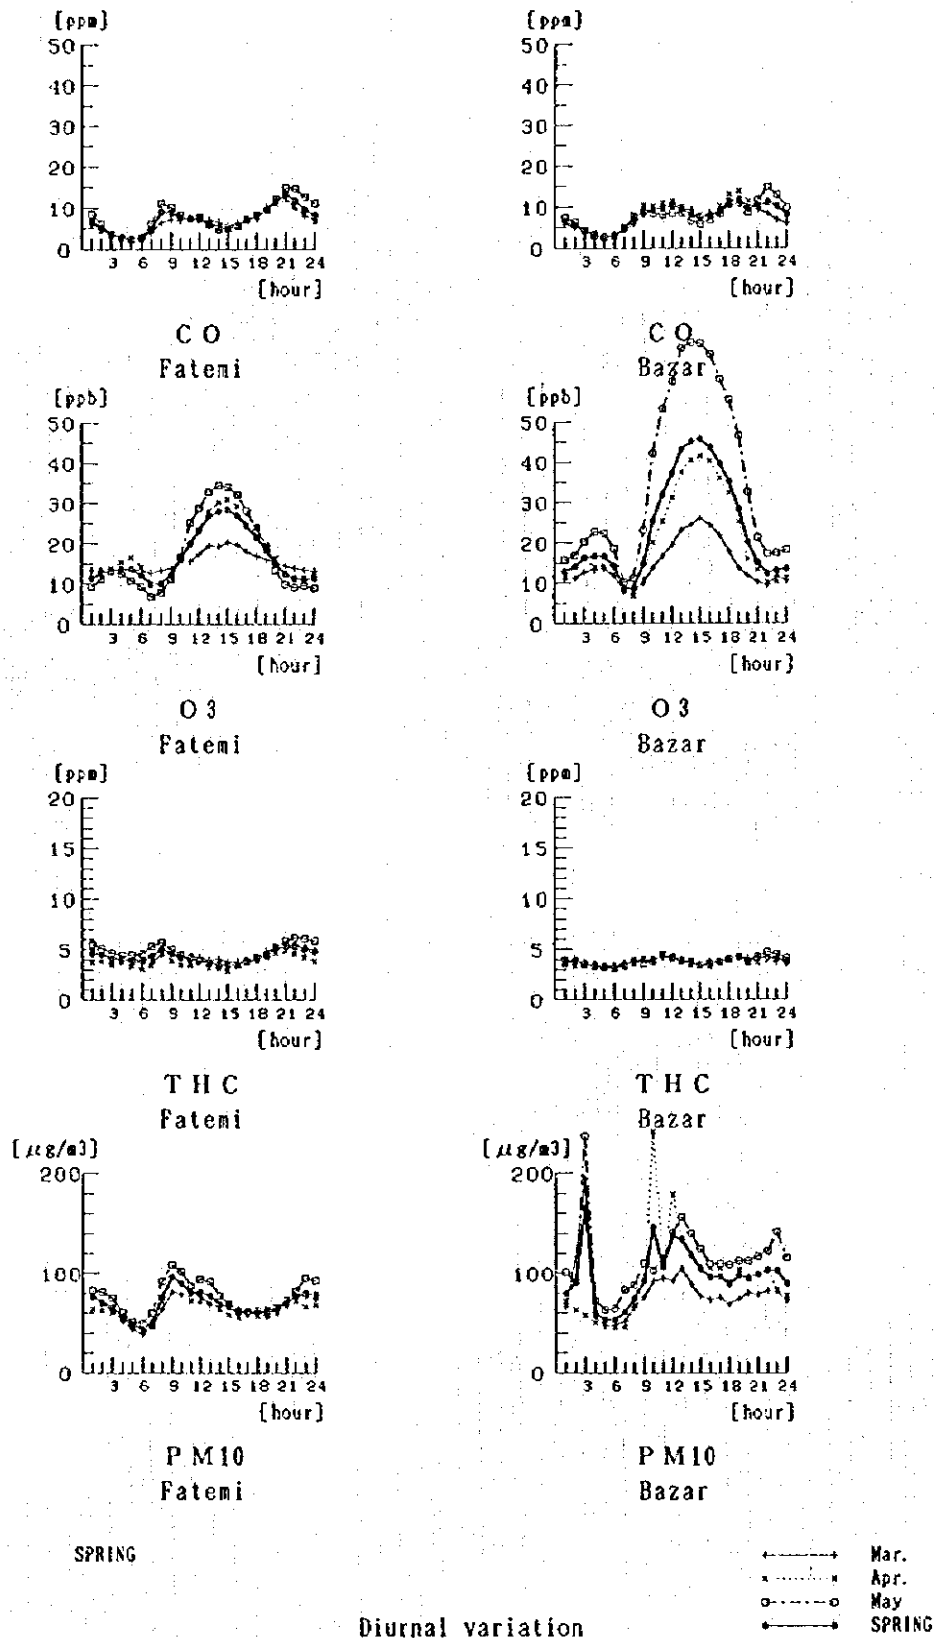 [ppm] [ppm]
50 50
40 40
30 30
20 20
10 10
0 0
3 6 9 12 15 18 21 24 3 6 9 12 15 18 21 24
[hour] [hour]
CO CO
Fatemi Bazar
[ppb] [ppb]
50 50
40 40
30 30
20 20
10 10
0 0
3 6 9 12 15 18 21 24 3 6 9 12 15 18 21 24
[hour] [hour]
O3 O3
Fatemi Bazar
[ppm] [ppm]
20 20
15 15
10 10
5 5
0 0
3 6 9 12 15 18 21 24 3 6 9 12 15 18 21 24
[hour] [hour]
THC THC
Fatemi Bazar
[μg/m3] [μg/m3]
200 200
100 100
0 0
3 6 9 12 15 18 21 24 3 6 9 12 15 18 21 24
[hour] [hour]
PM10 PM10
Fatemi Bazar
SPRING
Mar.
Apr.
May
SPRING
Diurnal variation